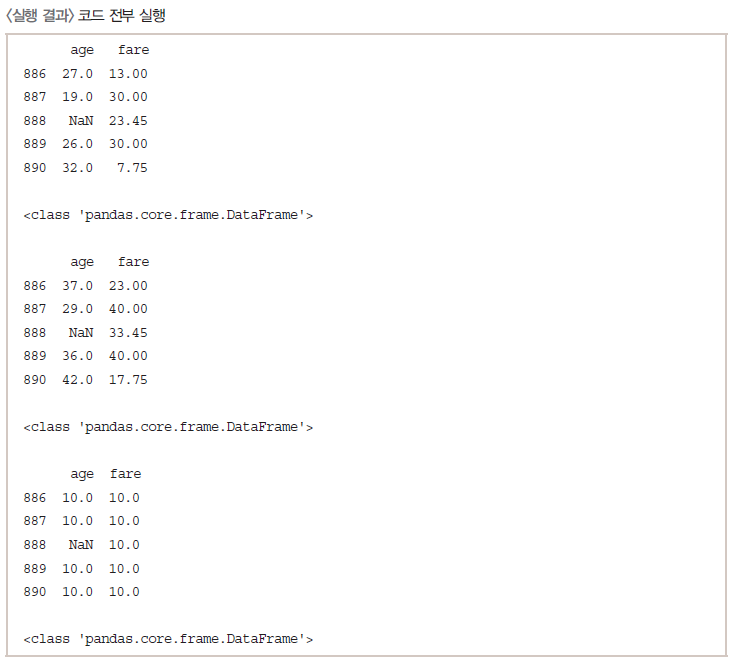 〈실행 결과〉 코드 전부 실행
age fare
886 27.0 13.00
887 19.0 30.00
888 NaN 23.45
889 26.0 30.00
890 32.0 7.75
<class 'pandas.core.frame.DataFrame'>
age fare
886 37.0 23.00
887 29.0 40.00
888 NaN 33.45
889 36.0 40.00
890 42.0 17.75
<class 'pandas.core.frame.DataFrame'>
age fare
886 10.0 10.0
887 10.0 10.0
888 NaN 10.0
889 10.0 10.0
890 10.0 10.0
<class 'pandas.core.frame.DataFrame'>